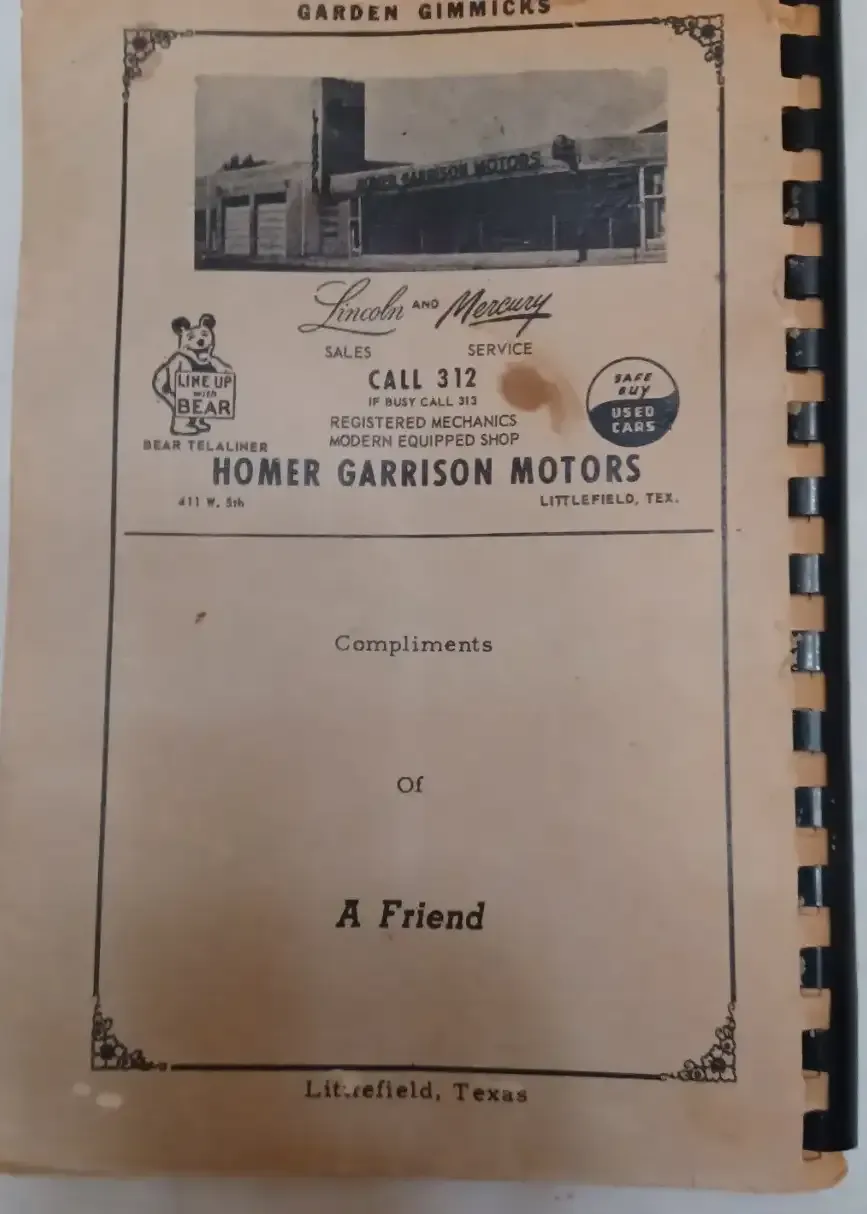 GARDEN GIMMICKS
HOMER GARRISON MOTORS
Lincoln AND Mercury
SALES SERVICE
CALL 312
IF BUSY CALL 313
REGISTERED MECHANICS
MODERN EQUIPPED SHOP
LINE UP
with
BEAR
BEAR TELALINER
SAFE
BUY
USED
CARS
HOMER GARRISON MOTORS
411 W. 5th LITTLEFIELD, TEX.
Compliments
Of
A Friend
Littlefield, Texas